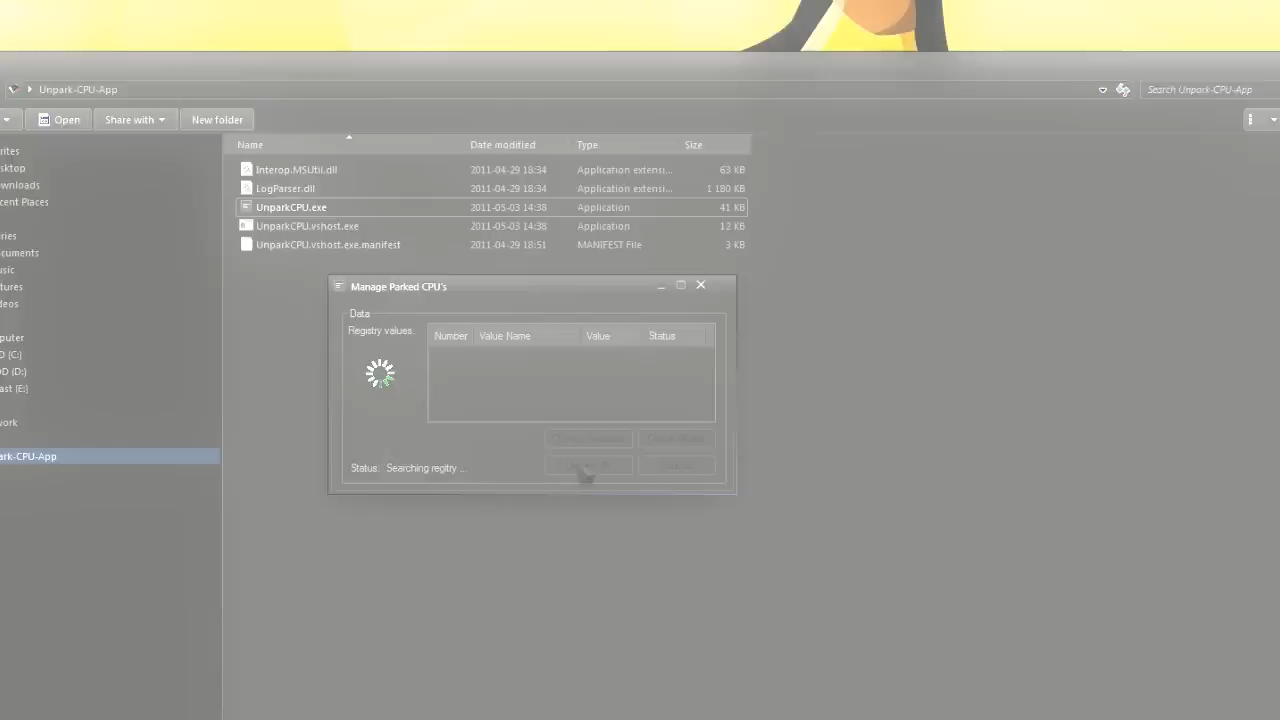 Unpark-CPU-App
Search Unpark-CPU-App
Open
Share with
New folder
Name
Date modified
Type
Size
rites
sktop
ownloads
cent Places
ries
cuments
usic
tures
deos
puter
D (C:)
DD (D:)
ast (E:)
work
ark-CPU-App
Interop.MSUtil.dll 2011-04-29 18:34 Application extensi... 63 KB
LogParser.dll 2011-04-29 18:34 Application extensi... 1 180 KB
UnparkCPU.exe 2011-05-03 14:38 Application 41 KB
UnparkCPU.vshost.exe 2011-05-03 14:38 Application 12 KB
UnparkCPU.vshost.exe.manifest 2011-04-29 18:51 MANIFEST File 3 KB
Manage Parked CPU's
Data
Registry values:
Number Value Name Value Status
Status: Searching regitry ...